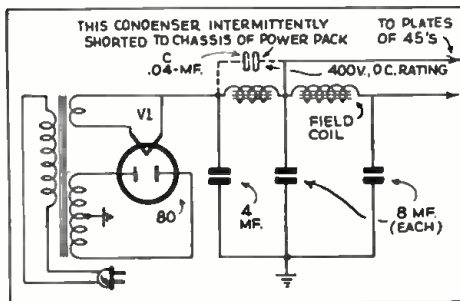 THIS CONDENSER INTERMITTENTLY
SHORTED TO CHASSIS OF POWER PACK
C
.04-MF.
TO PLATES
OF 45'S
400V., D.C. RATING
V1
FIELD
COIL
80
4
MF.
8 MF.
(EACH)